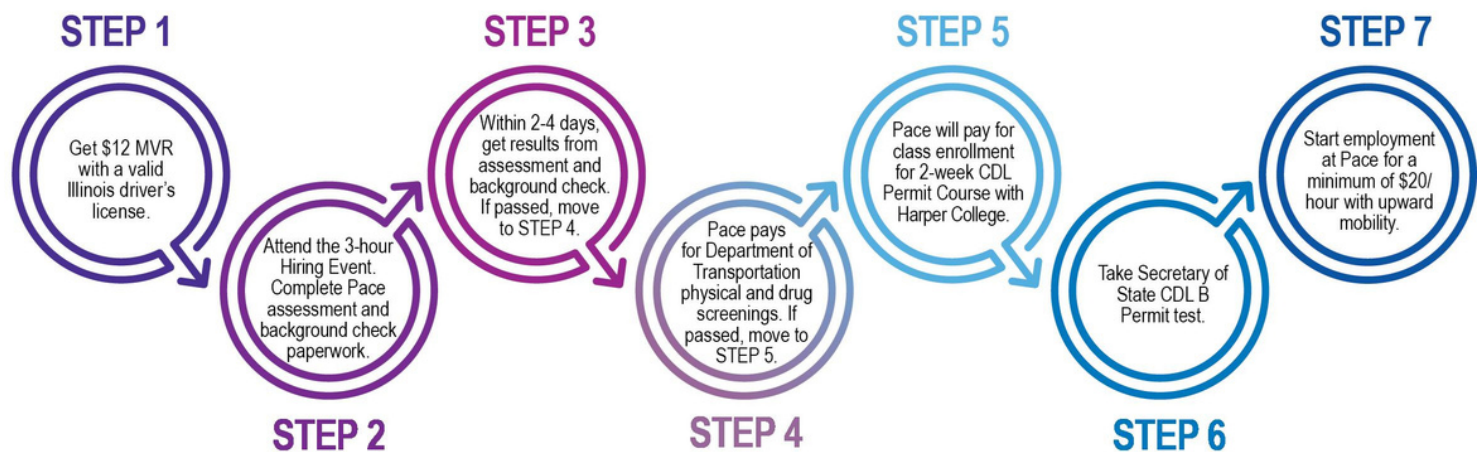 STEP 1
Get $12 MVR
with a valid
Illinois driver's
license.
STEP 2
Attend the 3-hour
Hiring Event.
Complete Pace
assessment and
background check
paperwork.
STEP 3
Within 2-4 days,
get results from
assessment and
background check.
If passed, move
to STEP 4.
STEP 4
Pace pays
for Department of
Transportation
physical and drug
screenings. If
passed, move to
STEP 5.
STEP 5
Pace will pay for
class enrollment
for 2-week CDL
Permit Course with
Harper College.
STEP 6
Take Secretary of
State CDL B
Permit test.
STEP 7
Start employment
at Pace for a
minimum of $20/
hour with upward
mobility.